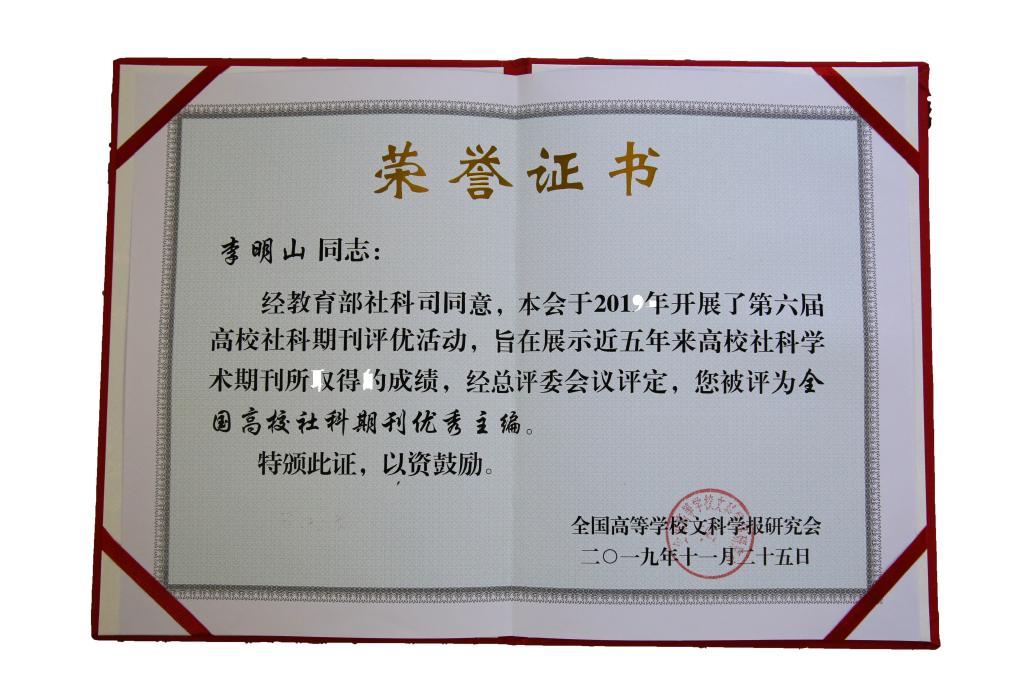 荣誉证书
李明山 同志：
经教育部社科司同意，本会于2019年开展了第六届
高校社科期刊评优活动，旨在展示近五年来高校社科学
术期刊所取得的成绩，经总评委会议评定，您被评为全
国高校社科期刊优秀主编。
特颁此证，以资鼓励。
全国高等学校文科学报研究会
二〇一九年十一月二十五日